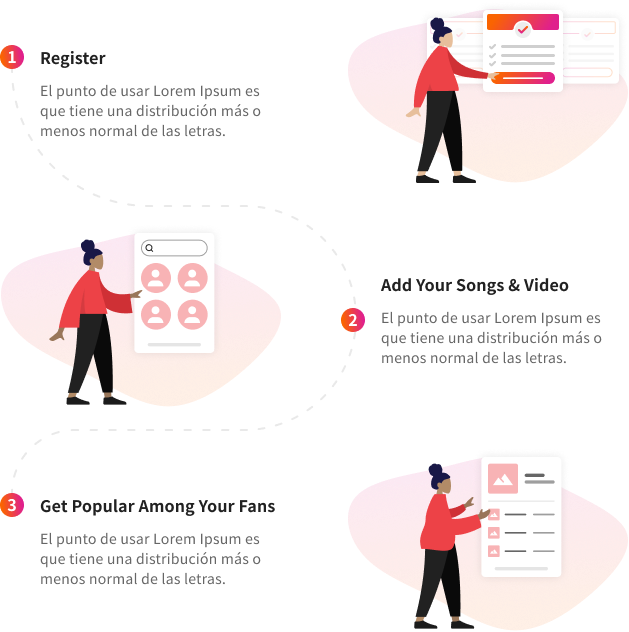 1 Register
El punto de usar Lorem Ipsum es
que tiene una distribución más o
menos normal de las letras.
Add Your Songs & Video
2 El punto de usar Lorem Ipsum es
que tiene una distribución más o
menos normal de las letras.
3 Get Popular Among Your Fans
El punto de usar Lorem Ipsum es
que tiene una distribución más o
menos normal de las letras.